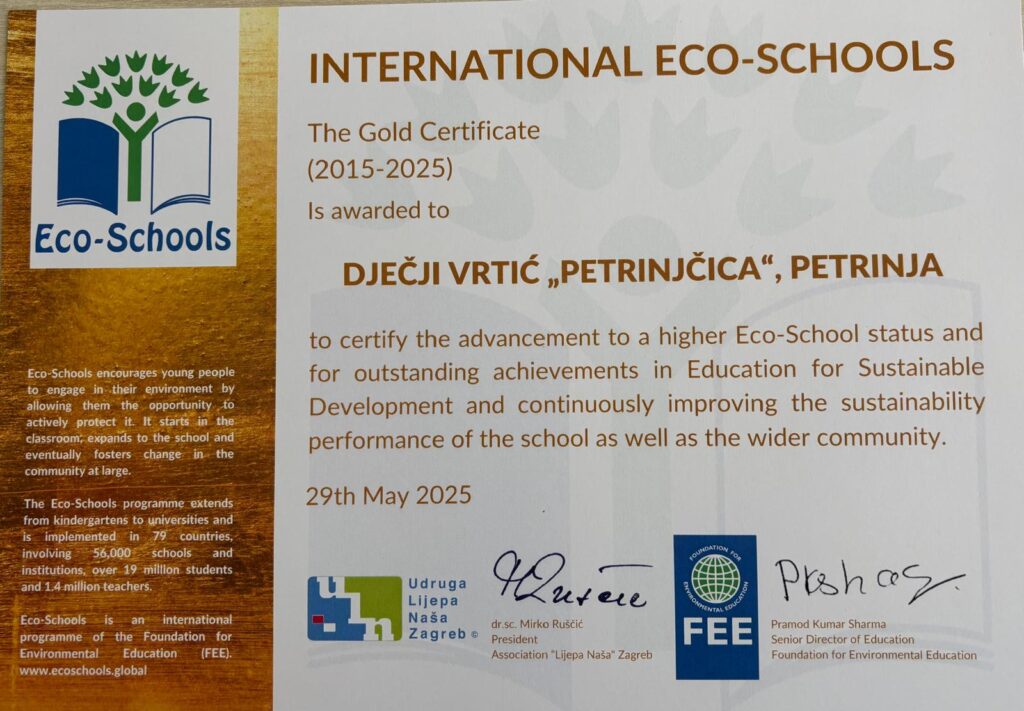 Eco-Schools
Eco-Schools encourages young people
to engage in their environment by
allowing them the opportunity to
actively protect it. It starts in the
classroom, expands to the school and
eventually fosters change in the
community at large.
The Eco-Schools programme extends
from kindergartens to universities and
is implemented in 79 countries,
involving 56,000 schools and
institutions, over 19 million students
and 1.4 million teachers.
Eco-Schools is an international
programme of the Foundation for
Environmental Education (FEE).
www.ecoschools.global
INTERNATIONAL ECO-SCHOOLS
The Gold Certificate
(2015-2025)
Is awarded to
DJEČJI VRTIĆ „PETRINJČICA“, PETRINJA
to certify the advancement to a higher Eco-School status and
for outstanding achievements in Education for Sustainable
Development and continuously improving the sustainability
performance of the school as well as the wider community.
29th May 2025
uln
Udruga
Lijepa
Naša
Zagreb ©
dr.sc. Mirko Ruščić
President
Association "Lijepa Naša" Zagreb
FOUNDATION FOR
ENVIRONMENTAL EDUCATION
FEE
Pramod Kumar Sharma
Senior Director of Education
Foundation for Environmental Education